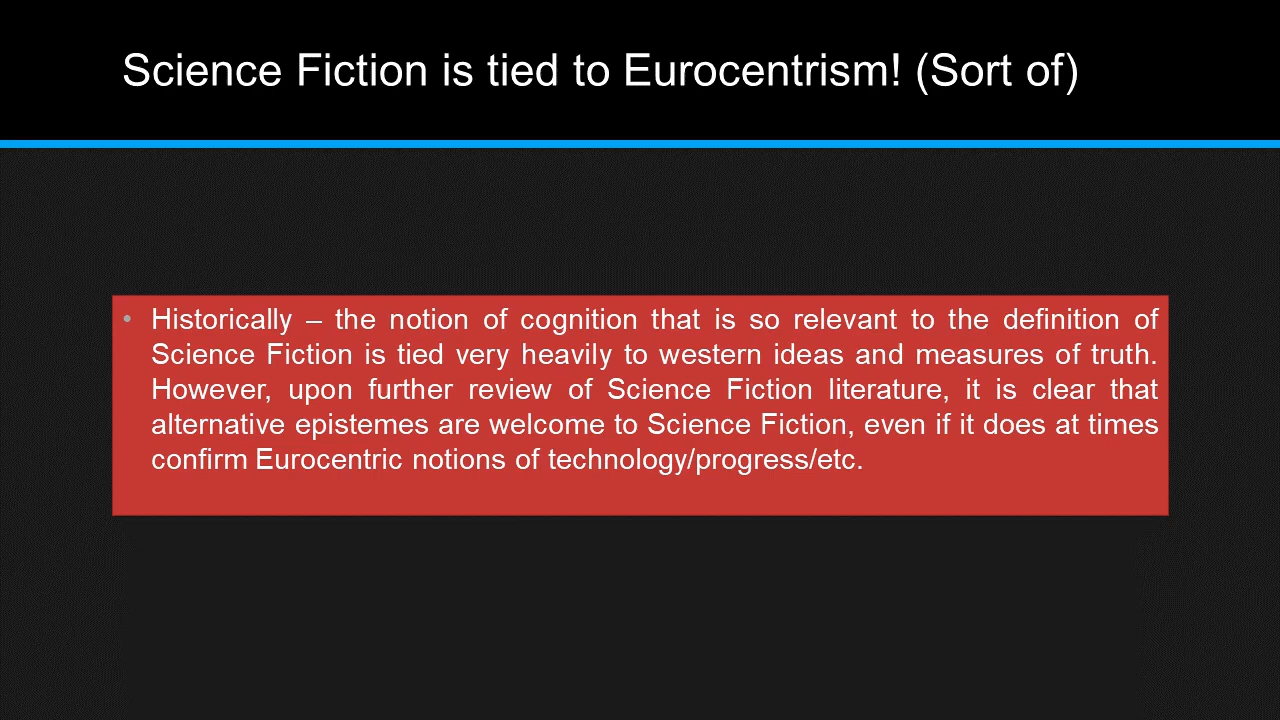 Science Fiction is tied to Eurocentrism! (Sort of)
• Historically – the notion of cognition that is so relevant to the definition of
Science Fiction is tied very heavily to western ideas and measures of truth.
However, upon further review of Science Fiction literature, it is clear that
alternative epistemes are welcome to Science Fiction, even if it does at times
confirm Eurocentric notions of technology/progress/etc.